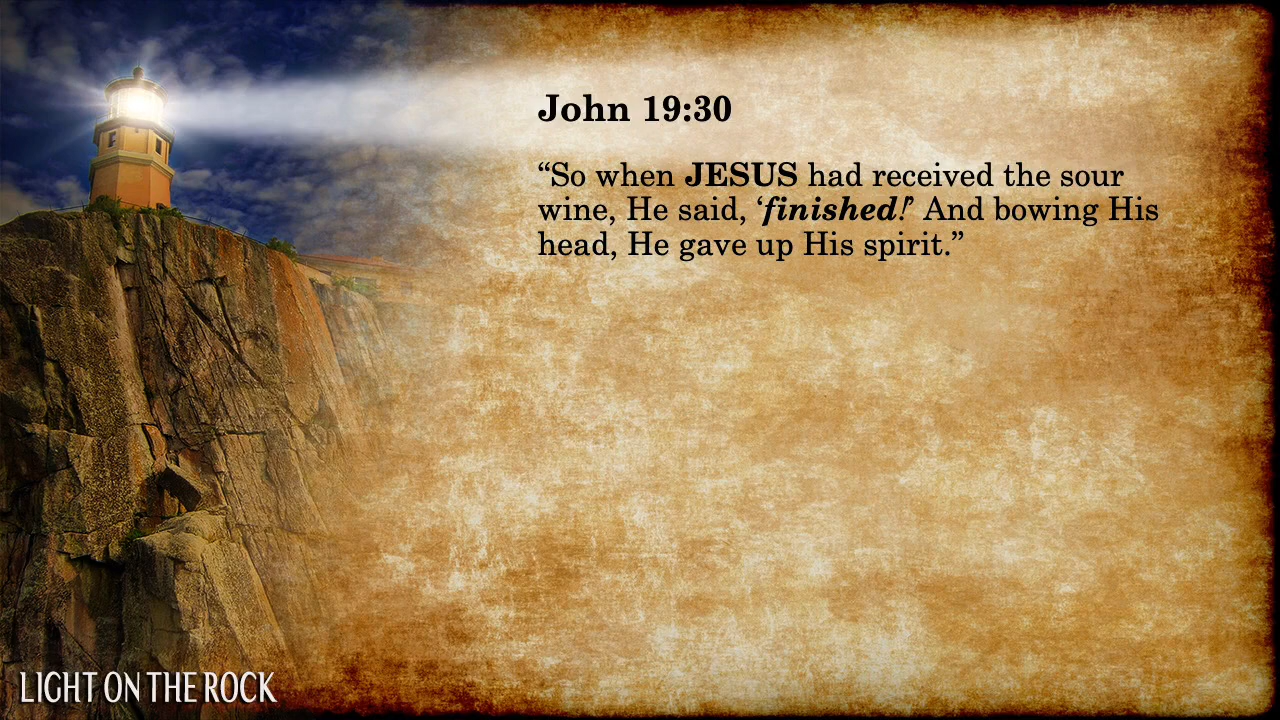 John 19:30
“So when JESUS had received the sour
wine, He said, ‘finished!’ And bowing His
head, He gave up His spirit.”
LIGHT ON THE ROCK